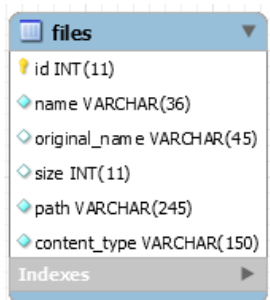 files
id INT(11)
name VARCHAR(36)
original_name VARCHAR(45)
size INT(11)
path VARCHAR(245)
content_type VARCHAR(150)
Indexes